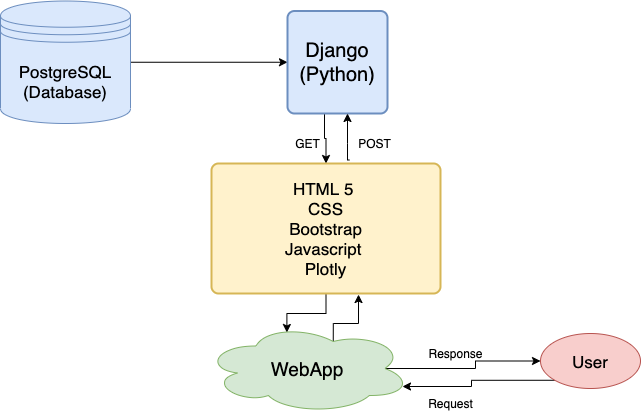 PostgreSQL
(Database)
Django
(Python)
GET
POST
HTML 5
CSS
Bootstrap
Javascript
Plotly
WebApp
Response
User
Request